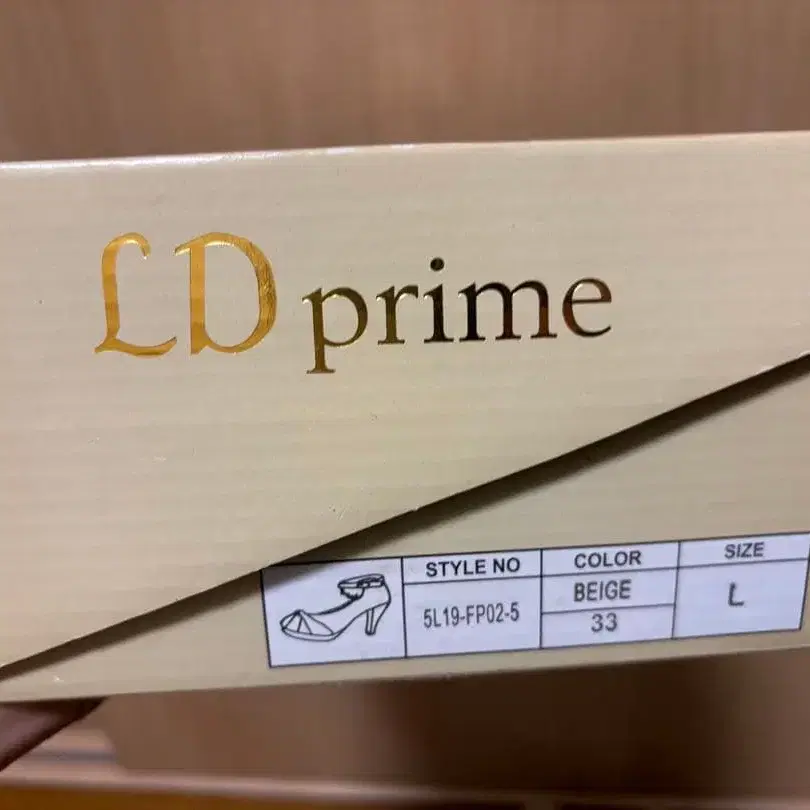 LD prime
STYLE NO COLOR SIZE
5L19-FP02-5 BEIGE L
33